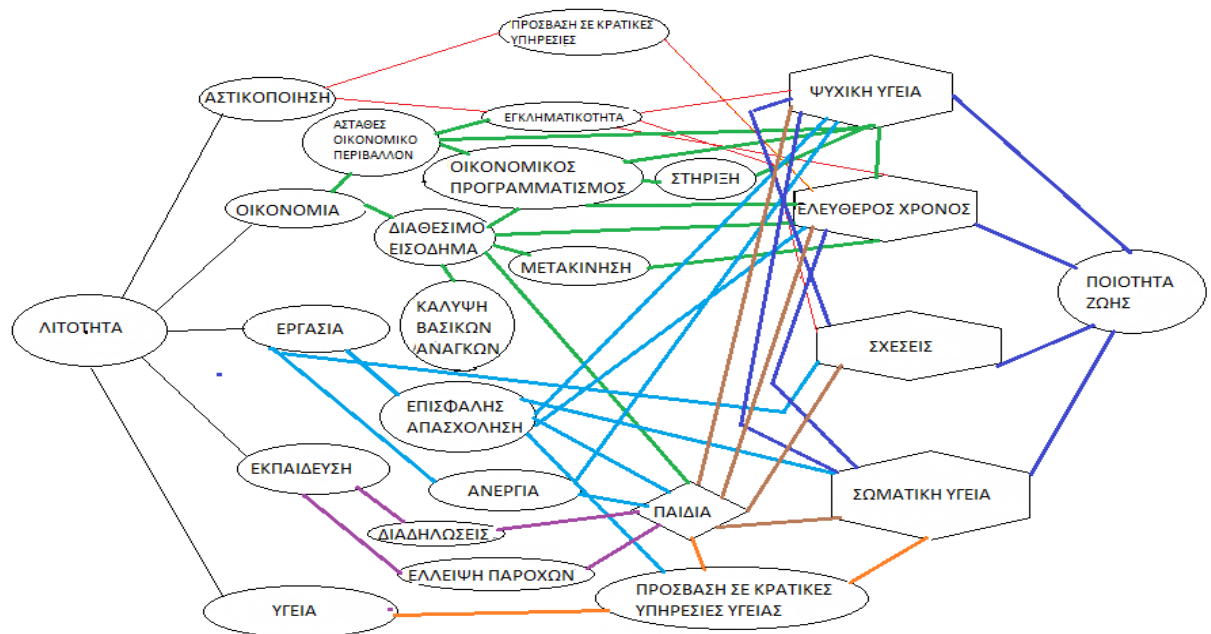 ΠΡΟΣΒΑΣΗ ΣΕ ΚΡΑΤΙΚΕΣ
ΥΠΗΡΕΣΙΕΣ
ΨΥΧΙΚΗ ΥΓΕΙΑ
ΑΣΤΙΚΟΠΟΙΗΣΗ
ΕΓΚΛΗΜΑΤΙΚΟΤΗΤΑ
ΑΣΤΑΘΕΣ
ΟΙΚΟΝΟΜΙΚΟ
ΠΕΡΙΒΑΛΛΟΝ
ΟΙΚΟΝΟΜΙΚΟΣ
ΠΡΟΓΡΑΜΜΑΤΙΣΜΟΣ
ΣΤΗΡΙΞΗ
ΟΙΚΟΝΟΜΙΑ
ΕΛΕΥΘΕΡΟΣ ΧΡΟΝΟΣ
ΔΙΑΘΕΣΙΜΟ
ΕΙΣΟΔΗΜΑ
ΜΕΤΑΚΙΝΗΣΗ
ΠΟΙΟΤΗΤΑ
ΖΩΗΣ
ΚΑΛΥΨΗ
ΒΑΣΙΚΩΝ
ΑΝΑΓΚΩΝ
ΛΙΤΟΤΗΤΑ
ΕΡΓΑΣΙΑ
ΣΧΕΣΕΙΣ
ΕΠΙΣΦΑΛΗΣ
ΑΠΑΣΧΟΛΗΣΗ
ΕΚΠΑΙΔΕΥΣΗ
ΑΝΕΡΓΙΑ
ΣΩΜΑΤΙΚΗ ΥΓΕΙΑ
ΠΑΙΔΙΑ
ΔΙΑΔΗΛΩΣΕΙΣ
ΕΛΛΕΙΨΗ ΠΑΡΟΧΩΝ
ΠΡΟΣΒΑΣΗ ΣΕ ΚΡΑΤΙΚΕΣ
ΥΠΗΡΕΣΙΕΣ ΥΓΕΙΑΣ
ΥΓΕΙΑ